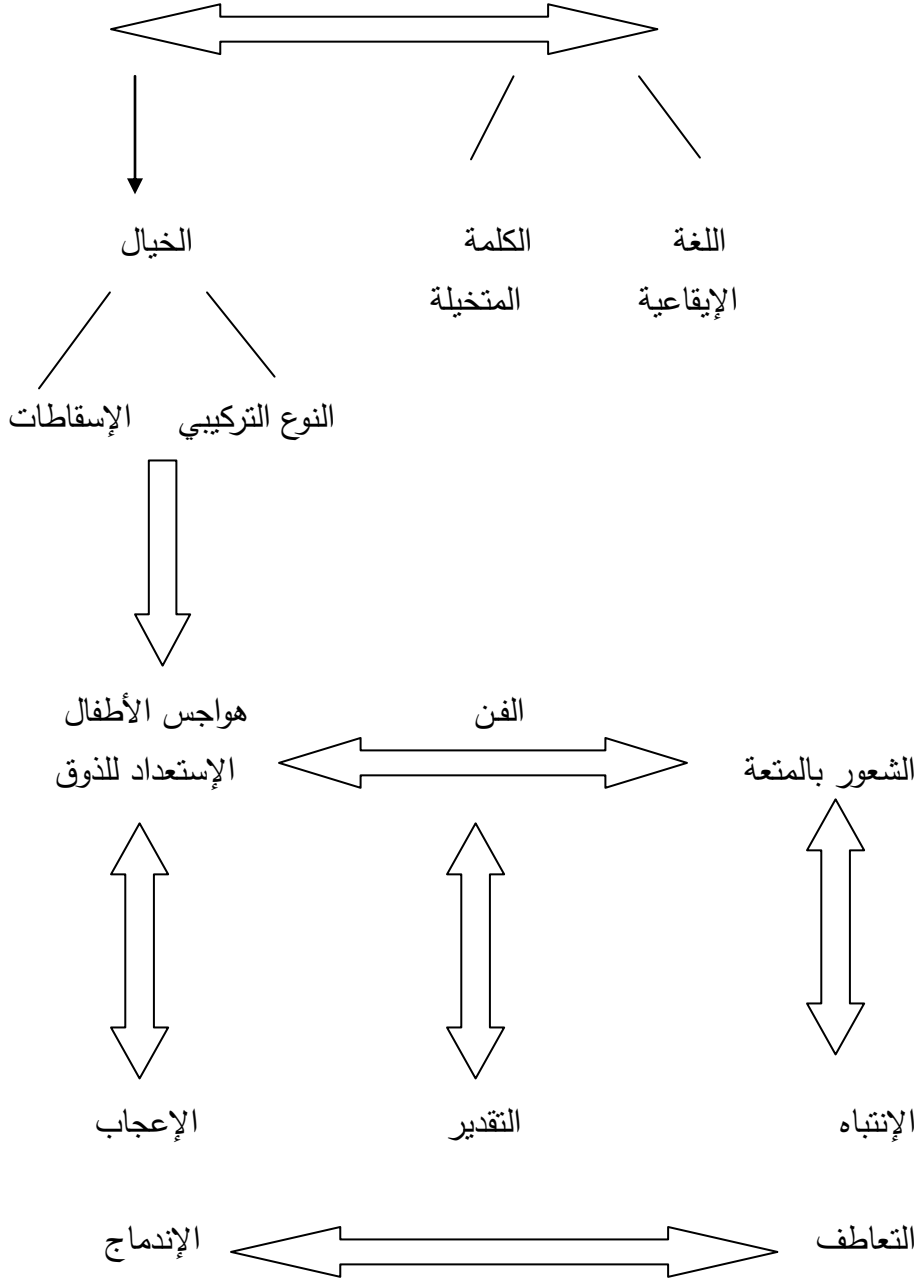 اللغة الكلمة الخيال
الإيقاعية المتخيلة
النوع التركيبي الإسقاطات
الفن هواجس الأطفال
الشعور بالمتعة الإستعداد للذوق
الإنتباه التقدير الإعجاب
التعاطف الإندماج